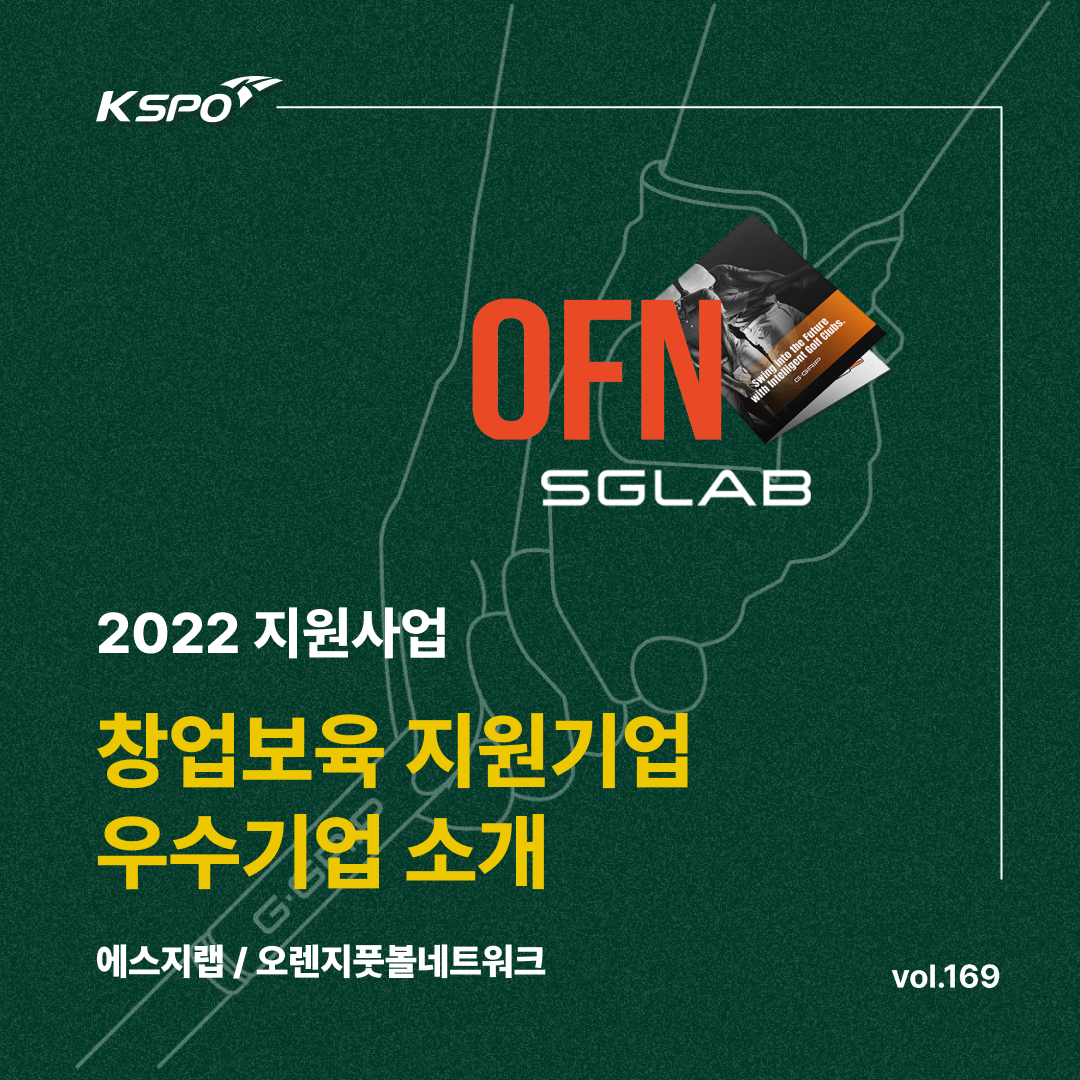 KSPO
OFN
Swing into the Future
with Intelligent Golf Clubs.
G·GRIP
SGLAB
2022 지원사업
창업보육 지원기업
우수기업 소개
G·GRIP
에스지랩 / 오렌지풋볼네트워크
vol.169